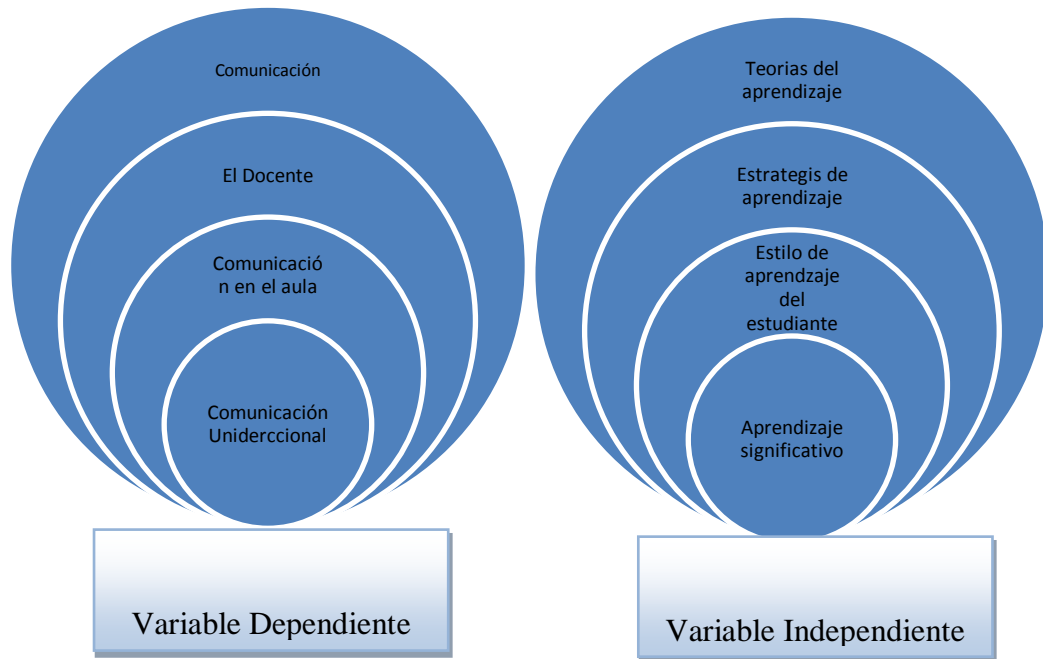 Comunicación
El Docente
Comunicació
n en el aula
Comunicación
Uniderccional
Variable Dependiente
Teorias del
aprendizaje
Estrategis de
aprendizaje
Estilo de
aprendzaje
del
estudiante
Aprendizaje
significativo
Variable Independiente